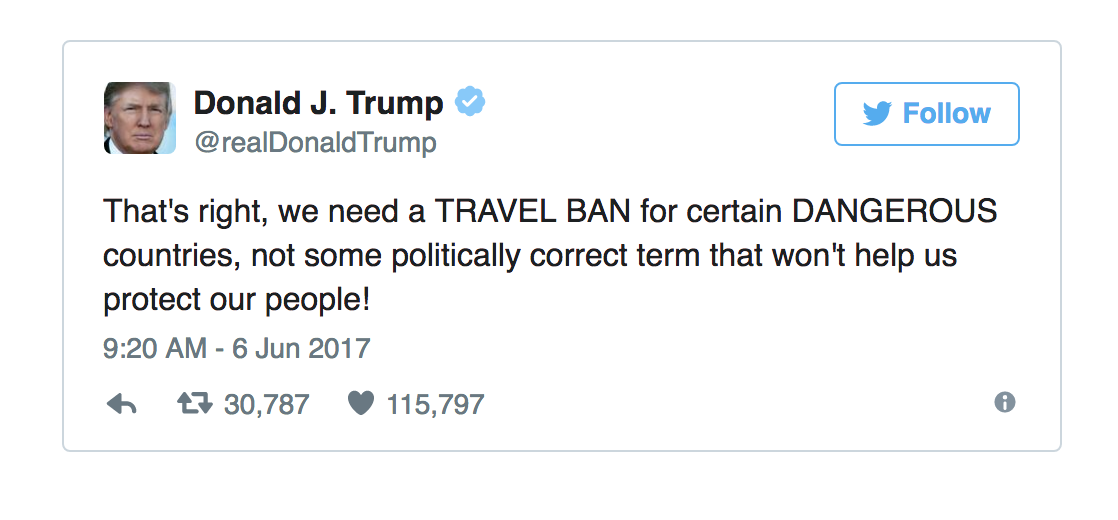 Donald J. Trump
Follow
@realDonaldTrump
That's right, we need a TRAVEL BAN for certain DANGEROUS
countries, not some politically correct term that won't help us
protect our people!
9:20 AM - 6 Jun 2017
30,787 115,797